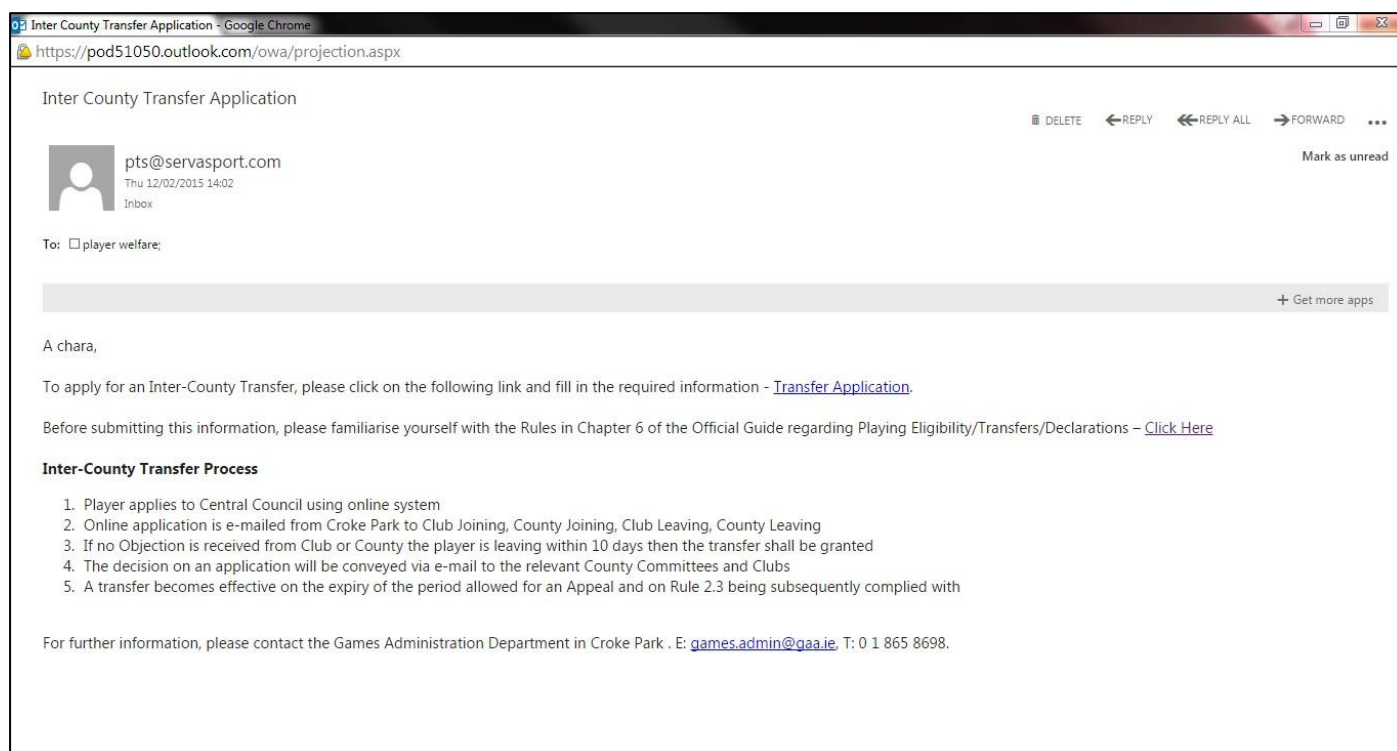 Inter County Transfer Application - Google Chrome
https://pod51050.outlook.com/owa/projection.aspx
Inter County Transfer Application
DELETE REPLY REPLY ALL FORWARD •••
pts@servasport.com
Mark as unread
Thu 12/02/2015 14:02
Inbox
To: player welfare;
+ Get more apps
A chara,
To apply for an Inter-County Transfer, please click on the following link and fill in the required information - Transfer Application.
Before submitting this information, please familiarise yourself with the Rules in Chapter 6 of the Official Guide regarding Playing Eligibility/Transfers/Declarations – Click Here
Inter-County Transfer Process
1. Player applies to Central Council using online system
2. Online application is e-mailed from Croke Park to Club Joining, County Joining, Club Leaving, County Leaving
3. If no Objection is received from Club or County the player is leaving within 10 days then the transfer shall be granted
4. The decision on an application will be conveyed via e-mail to the relevant County Committees and Clubs
5. A transfer becomes effective on the expiry of the period allowed for an Appeal and on Rule 2.3 being subsequently complied with
For further information, please contact the Games Administration Department in Croke Park . E: games.admin@gaa.ie, T: 0 1 865 8698.